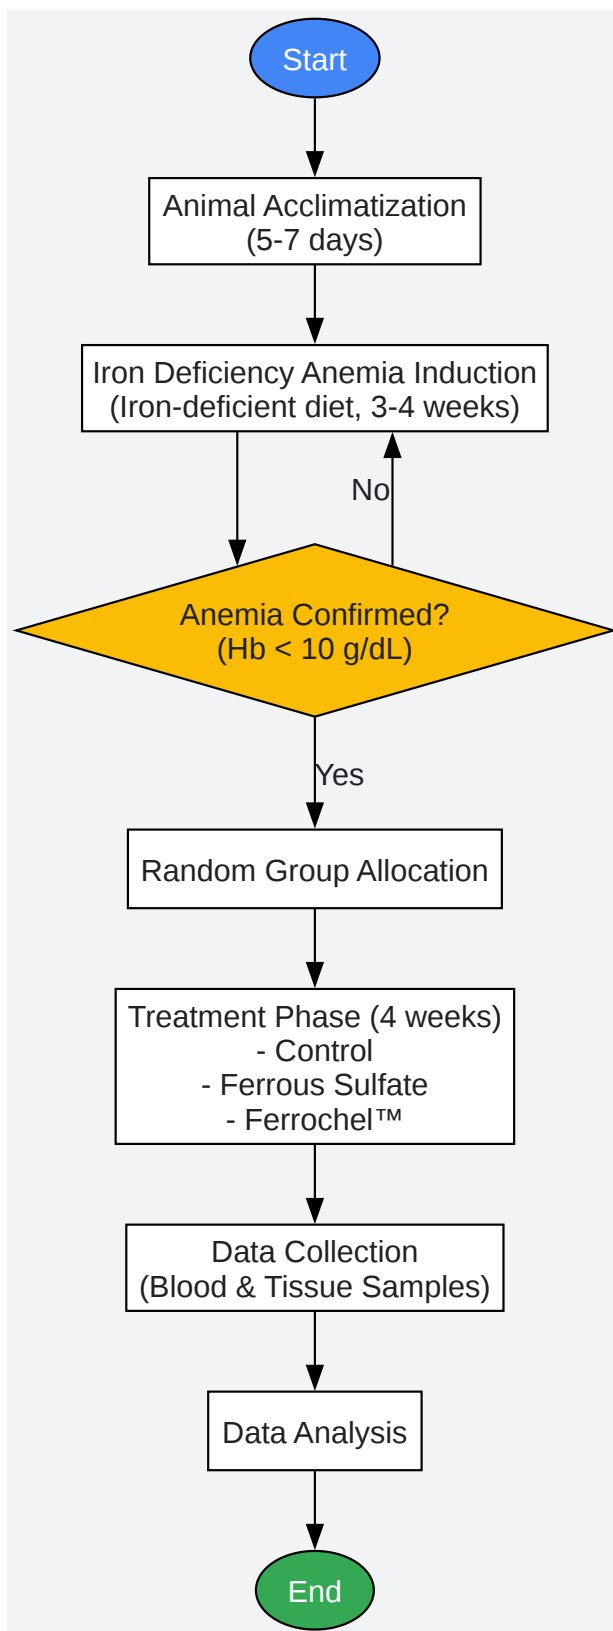 Start
Animal Acclimatization
(5-7 days)
Iron Deficiency Anemia Induction
(Iron-deficient diet, 3-4 weeks)
No
Anemia Confirmed?
(Hb < 10 g/dL)
Yes
Random Group Allocation
Treatment Phase (4 weeks)
- Control
- Ferrous Sulfate
- Ferrochel™
Data Collection
(Blood & Tissue Samples)
Data Analysis
End